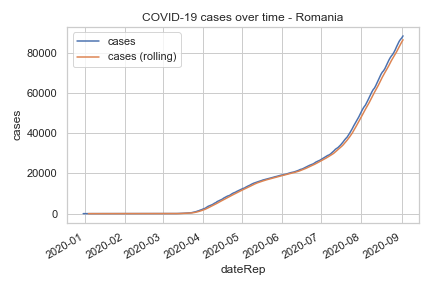 COVID-19 cases over time - Romania
cases
cases (rolling)
80000
60000
40000
20000
0
cases
2020-01
2020-02
2020-03
2020-04
2020-05
2020-06
2020-07
2020-08
2020-09
dateRep